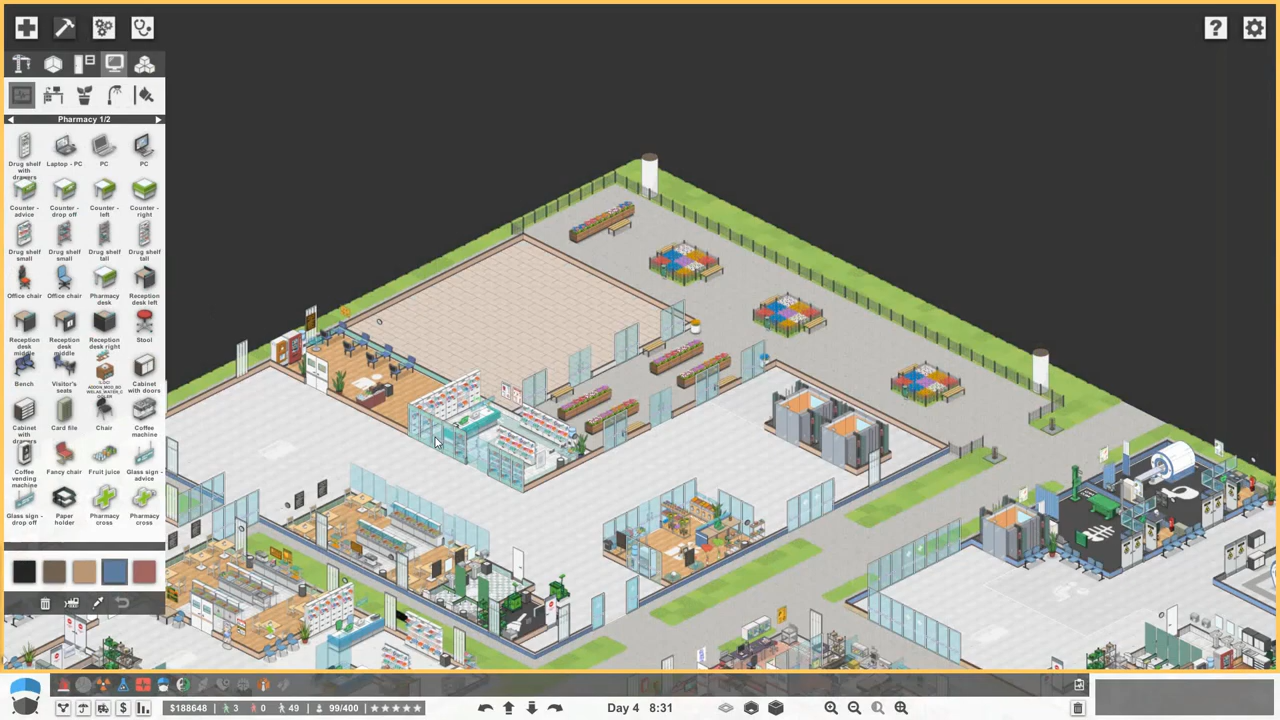 ?
Pharmacy 1/2
Drug shelf with drawers
Laptop - PC
PC
PC
Counter - advice
Counter - drop off
Counter - left
Counter - right
Drug shelf small
Drug shelf small
Drug shelf tall
Drug shelf tall
Office chair
Office chair
Pharmacy desk
Reception desk left
Reception desk middle
Reception desk middle
Reception desk right
Stool
Bench
Visitor's seats
Cabinet with doors
Cabinet with drawers
Card file
Chair
Coffee machine
Coffee vending machine
Fancy chair
Fruit juice
Glass sign - advice
Glass sign - drop off
Paper holder
Pharmacy cross
Pharmacy cross
$188648 | 3 | 0 | 49 | 99/400 |
Day 4 8:31